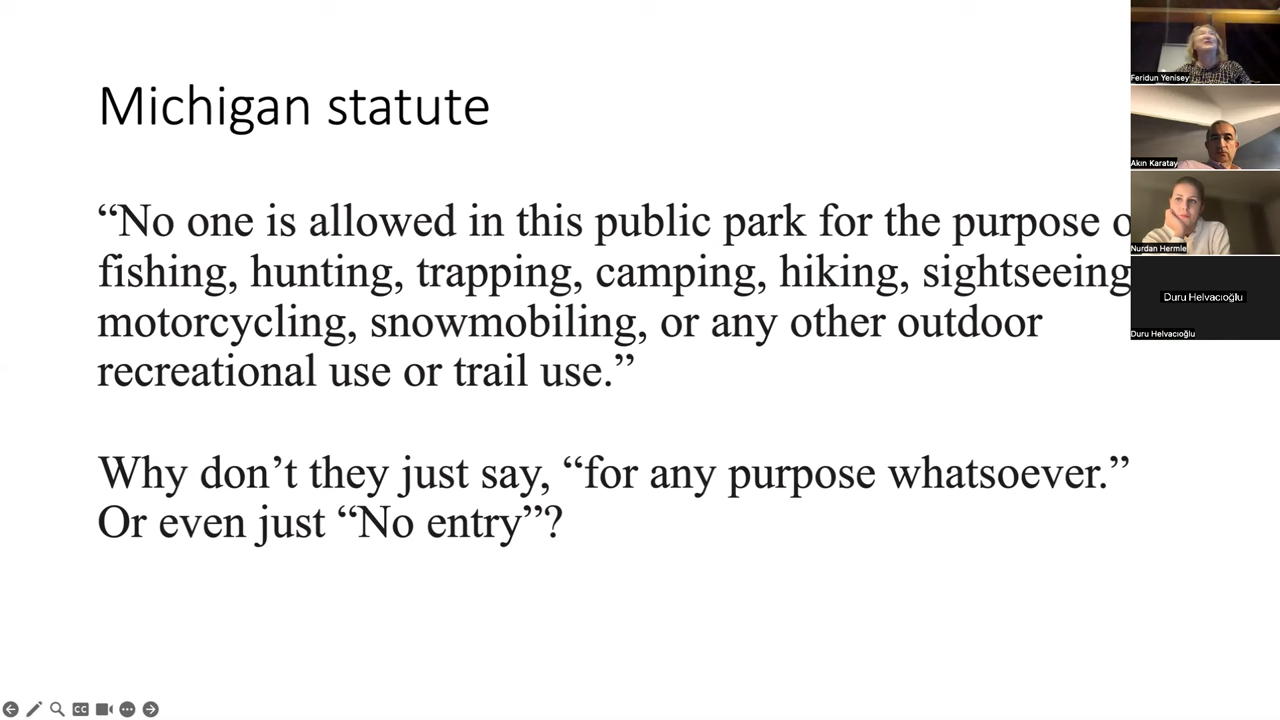 Michigan statute
“No one is allowed in this public park for the purpose o
fishing, hunting, trapping, camping, hiking, sightseeing
motorcycling, snowmobiling, or any other outdoor
recreational use or trail use.”
Why don’t they just say, “for any purpose whatsoever.”
Or even just “No entry”?
Feridun Yenisey
Akın Karatay
Nurdan Hermle
Duru Helvacıoğlu
Duru Helvacıoğlu
CC